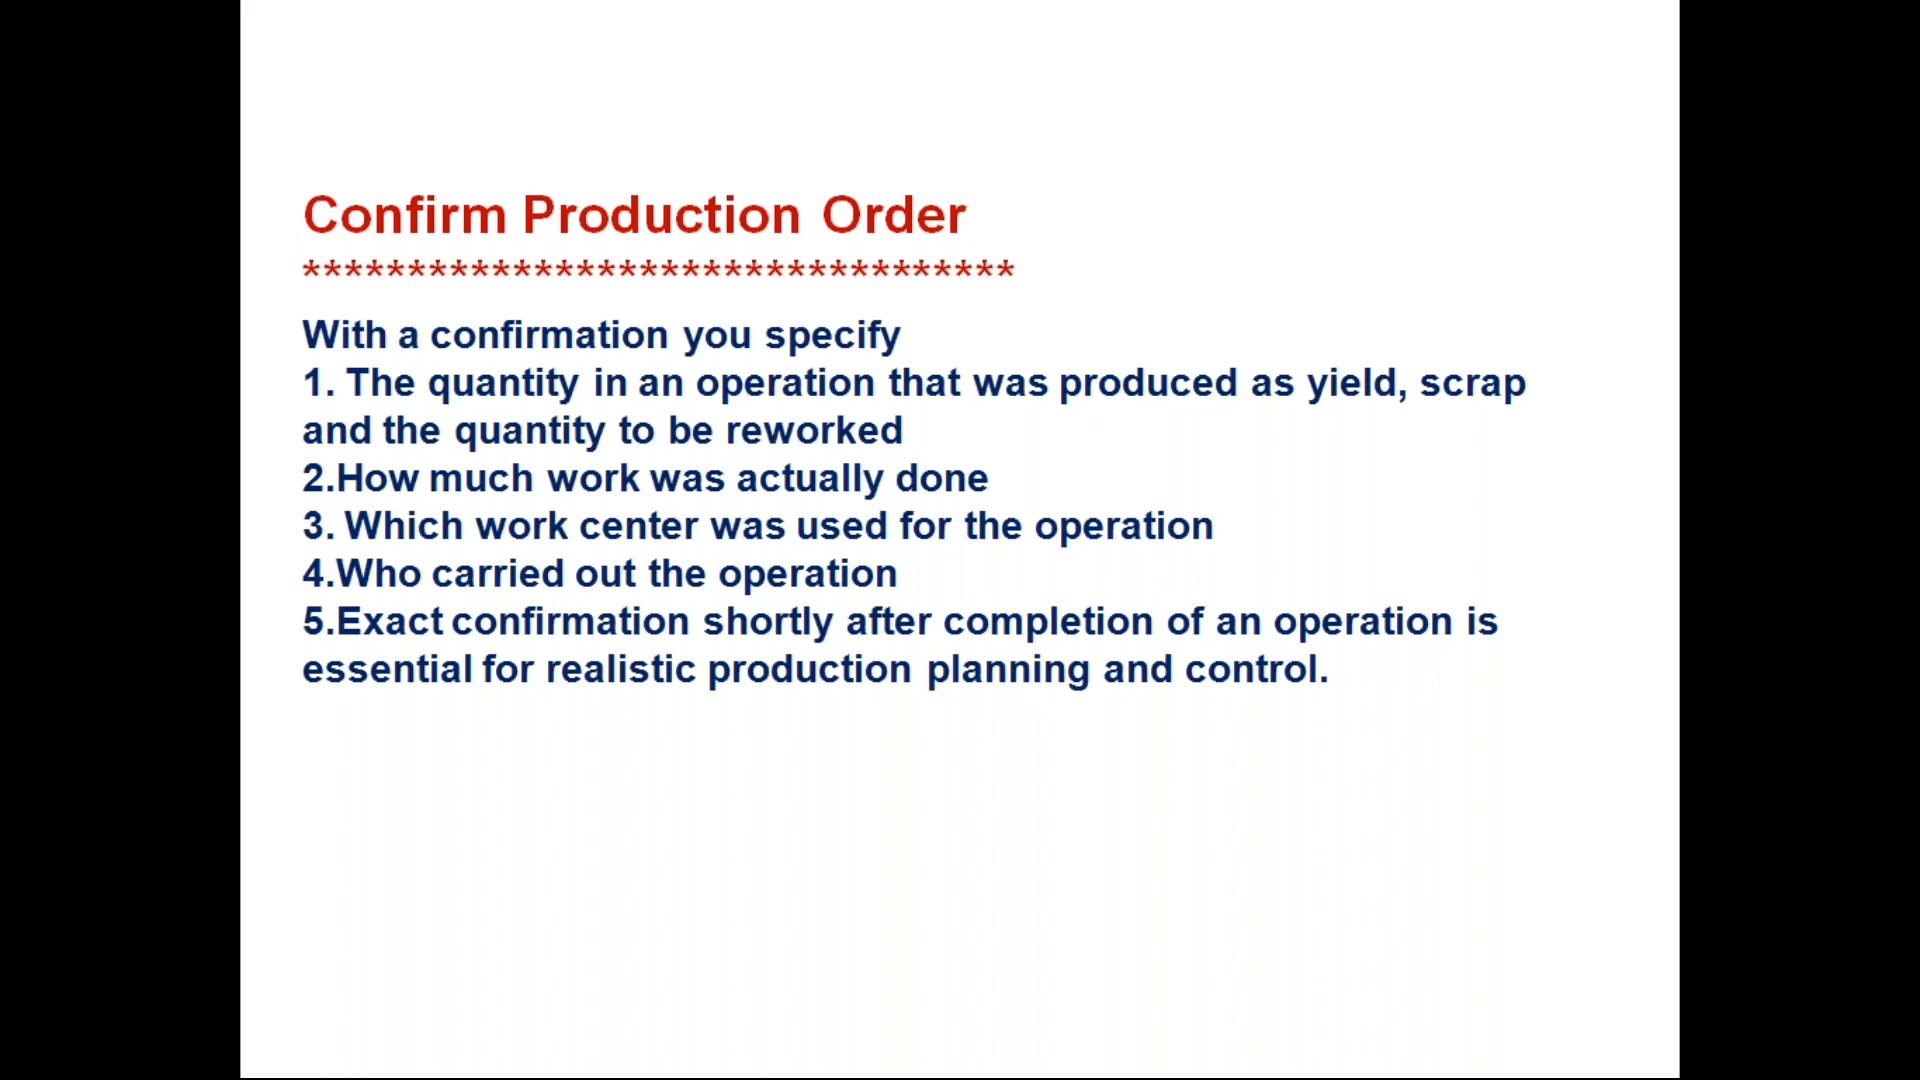 Confirm Production Order
**********************************
With a confirmation you specify
1. The quantity in an operation that was produced as yield, scrap
and the quantity to be reworked
2.How much work was actually done
3. Which work center was used for the operation
4.Who carried out the operation
5.Exact confirmation shortly after completion of an operation is
essential for realistic production planning and control.